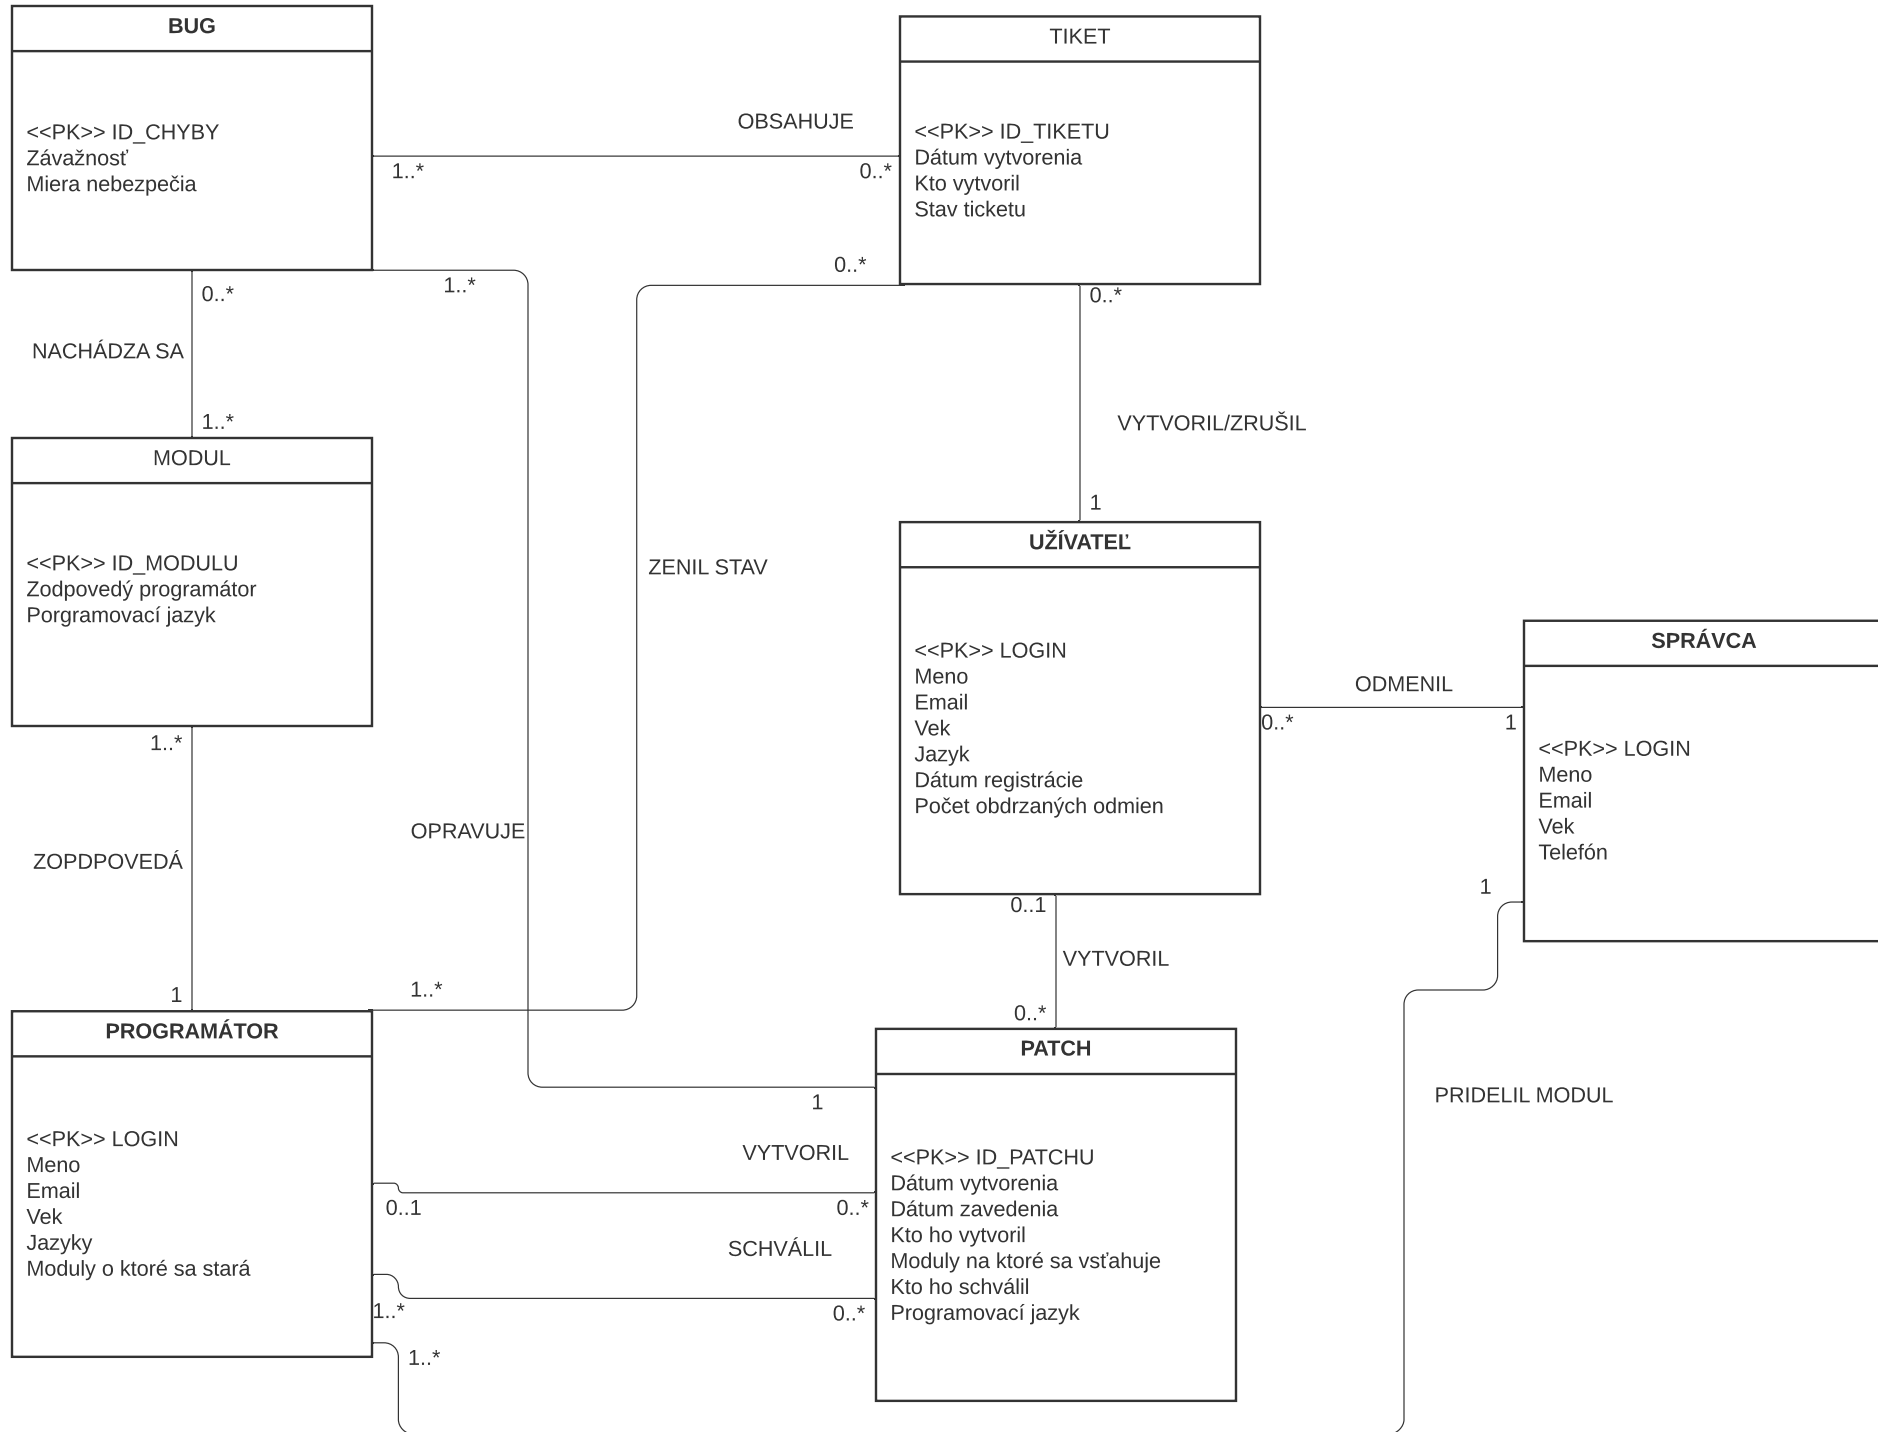 BUG
<<PK>> ID_CHYBY
Závažnosť
Miera nebezpečia
TIKET
<<PK>> ID_TIKETU
Dátum vytvorenia
Kto vytvoril
Stav ticketu
OBSAHUJE
1..*
0..*
0..*
1..*
0..*
0..*
NACHÁDZA SA
1..*
VYTVORIL/ZRUŠIL
1
MODUL
<<PK>> ID_MODULU
Zodpovedý programátor
Porgramovací jazyk
ZENIL STAV
UŽÍVATEĽ
<<PK>> LOGIN
Meno
Email
Vek
Jazyk
Dátum registrácie
Počet obdrzaných odmien
ODMENIL
0..*
1
SPRÁVCA
<<PK>> LOGIN
Meno
Email
Vek
Telefón
1..*
OPRAVUJE
ZOPDPOVEDÁ
1
0..1
VYTVORIL
0..*
1
1..*
PROGRAMÁTOR
<<PK>> LOGIN
Meno
Email
Vek
Jazyky
Moduly o ktoré sa stará
1
VYTVORIL
0..1
0..*
SCHVÁLIL
1..*
0..*
1..*
PATCH
<<PK>> ID_PATCHU
Dátum vytvorenia
Dátum zavedenia
Kto ho vytvoril
Moduly na ktoré sa vsťahuje
Kto ho schválil
Programovací jazyk
PRIDELIL MODUL